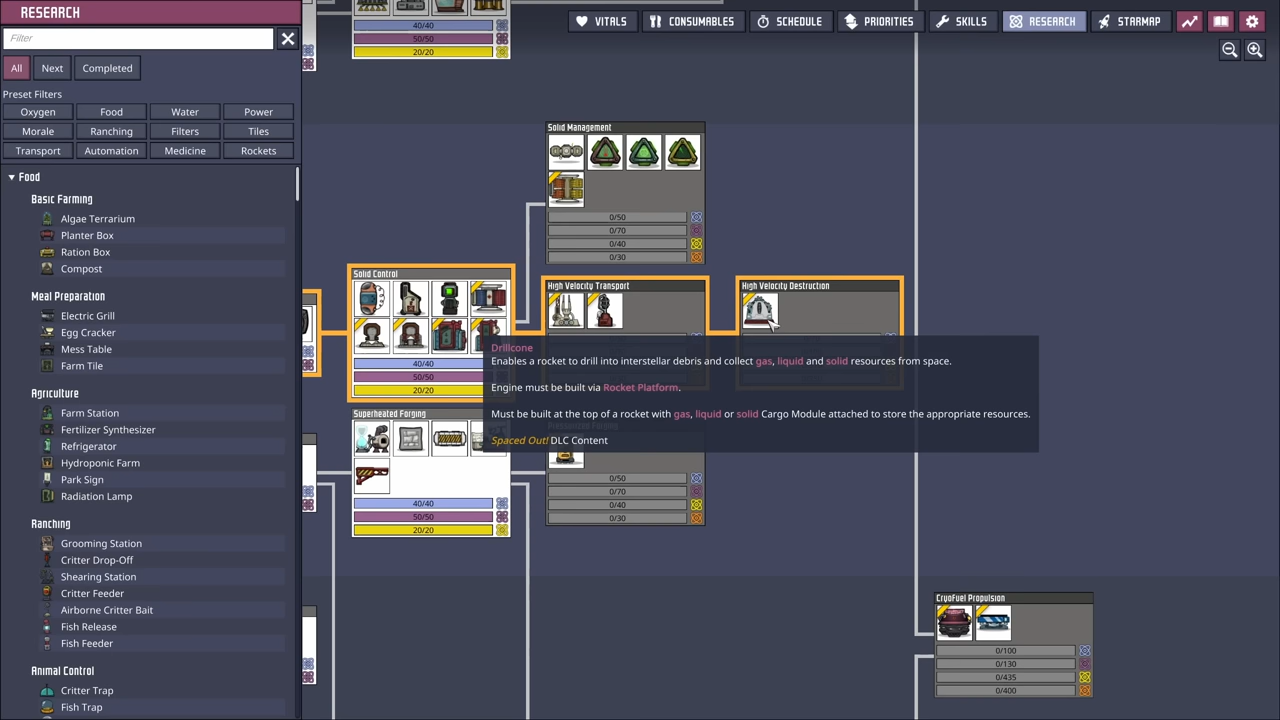 RESEARCH
Filter
All
Next
Completed
Preset Filters
Oxygen
Food
Water
Power
Morale
Ranching
Filters
Tiles
Transport
Automation
Medicine
Rockets
Food
Basic Farming
Algae Terrarium
Planter Box
Ration Box
Compost
Meal Preparation
Electric Grill
Egg Cracker
Mess Table
Farm Tile
Agriculture
Farm Station
Fertilizer Synthesizer
Refrigerator
Hydroponic Farm
Park Sign
Radiation Lamp
Ranching
Grooming Station
Critter Drop-Off
Shearing Station
Critter Feeder
Airborne Critter Bait
Fish Release
Fish Feeder
Animal Control
Critter Trap
Fish Trap
VITALS
CONSUMABLES
SCHEDULE
PRIORITIES
SKILLS
RESEARCH
STARMAP
40/40
50/50
20/20
Solid Management
0/50
0/70
0/40
0/30
Solid Control
40/40
50/50
20/20
High Velocity Transport
High Velocity Destruction
Drillcone
Enables a rocket to drill into interstellar debris and collect gas, liquid and solid resources from space.
Engine must be built via Rocket Platform.
Must be built at the top of a rocket with gas, liquid or solid Cargo Module attached to store the appropriate resources.
Spaced Out! DLC Content
Superheated Forging
40/40
50/50
20/20
0/50
0/70
0/40
0/30
CryoFuel Propulsion
0/100
0/130
0/435
0/400